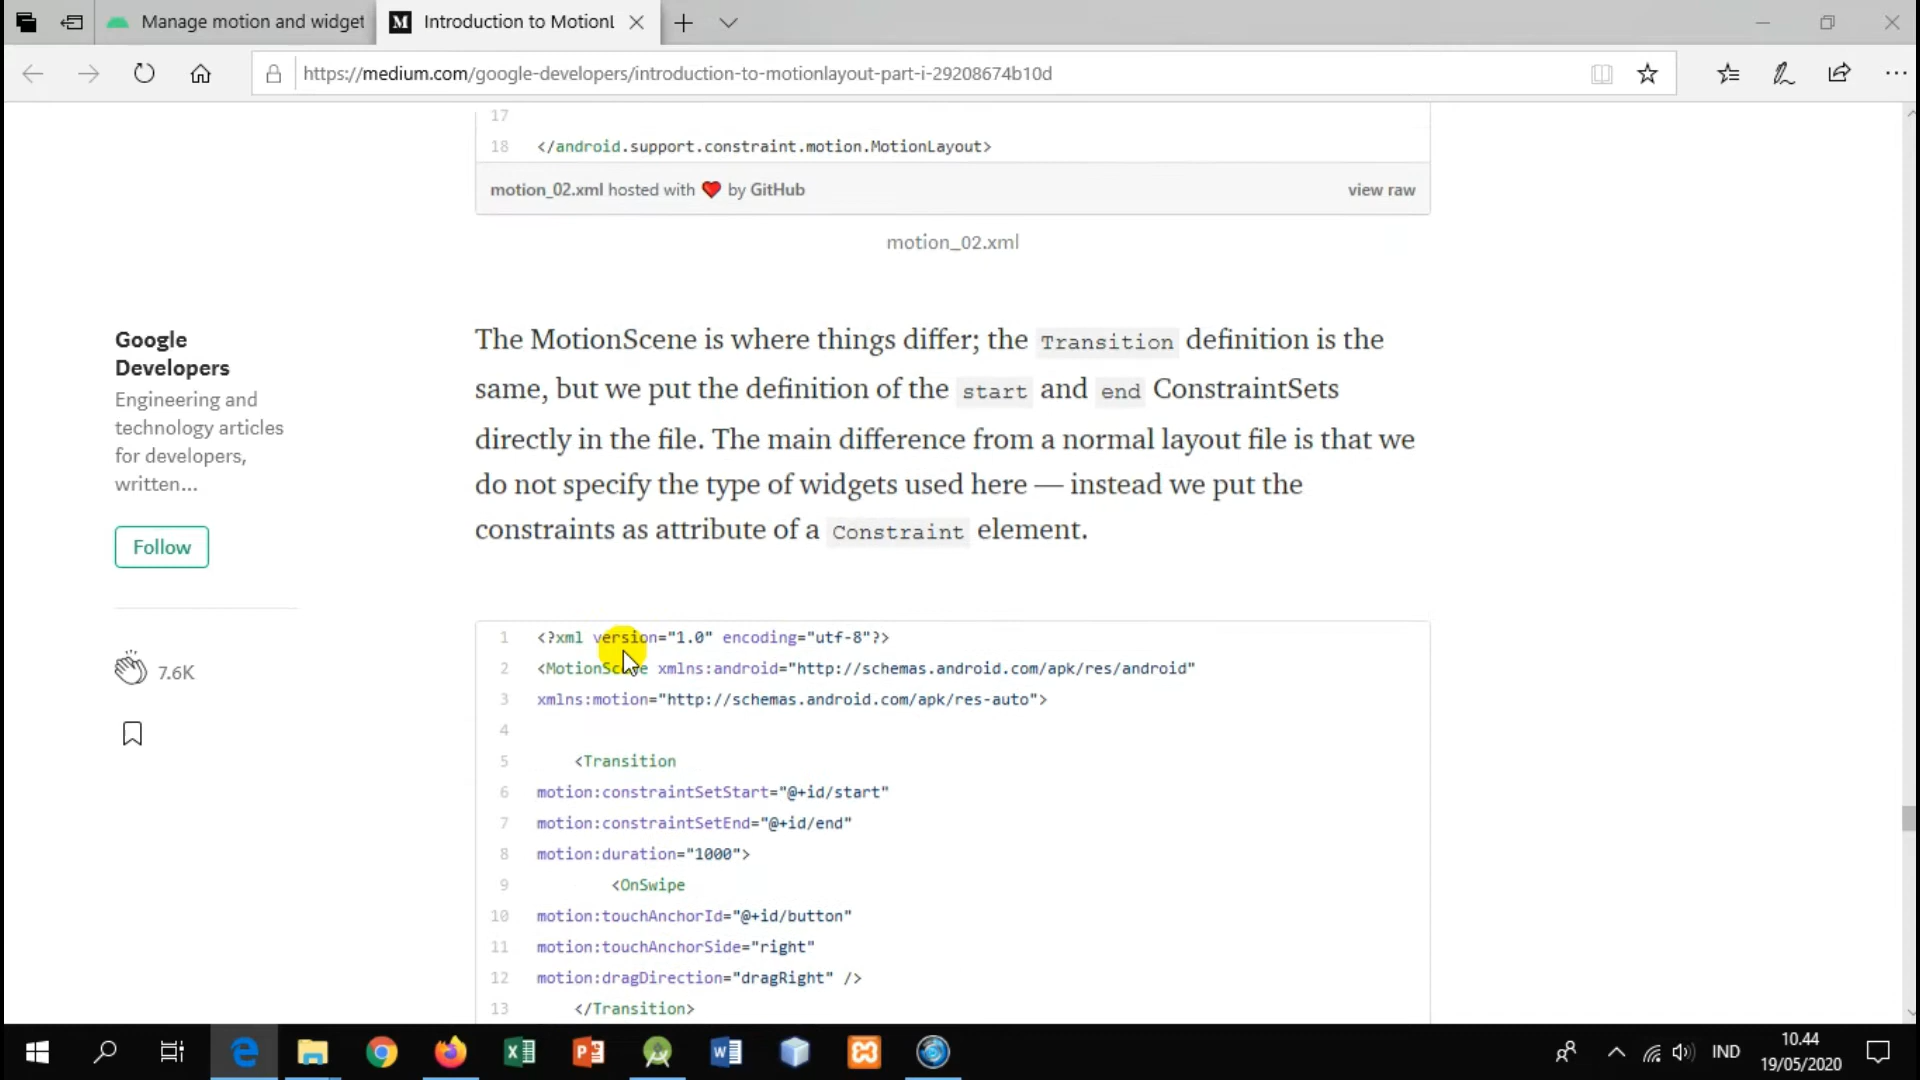 Manage motion and widget
M Introduction to MotionL
https://medium.com/google-developers/introduction-to-motionlayout-part-i-29208674b10d
17
18 </android.support.constraint.motion.MotionLayout>
motion_02.xml hosted with ❤ by GitHub view raw
motion_02.xml
Google
Developers
Engineering and
technology articles
for developers,
written...
Follow
7.6K
The MotionScene is where things differ; the Transition definition is the
same, but we put the definition of the start and end ConstraintSets
directly in the file. The main difference from a normal layout file is that we
do not specify the type of widgets used here — instead we put the
constraints as attribute of a Constraint element.
1 <?xml version="1.0" encoding="utf-8"?>
2 <MotionScene xmlns:android="http://schemas.android.com/apk/res/android"
3 xmlns:motion="http://schemas.android.com/apk/res-auto">
4
5 <Transition
6 motion:constraintSetStart="@+id/start"
7 motion:constraintSetEnd="@+id/end"
8 motion:duration="1000">
9 <OnSwipe
10 motion:touchAnchorId="@+id/button"
11 motion:touchAnchorSide="right"
12 motion:dragDirection="dragRight" />
13 </Transition>
IND
10.44
19/05/2020